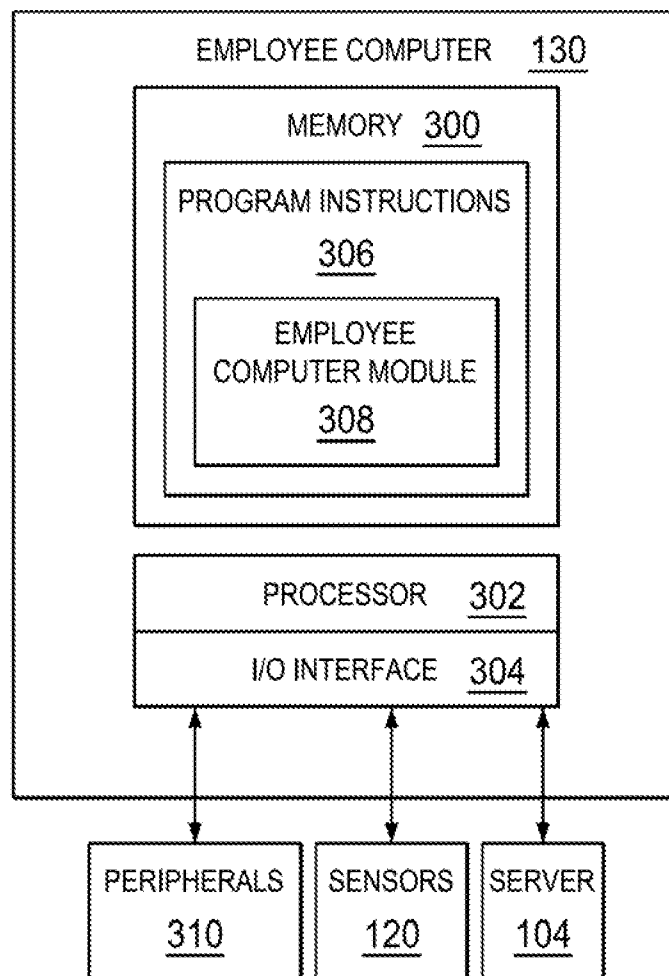 EMPLOYEE COMPUTER 130
MEMORY 300
PROGRAM INSTRUCTIONS
306
EMPLOYEE
COMPUTER MODULE
308
PROCESSOR 302
I/O INTERFACE 304
PERIPHERALS
310
SENSORS
120
SERVER
104